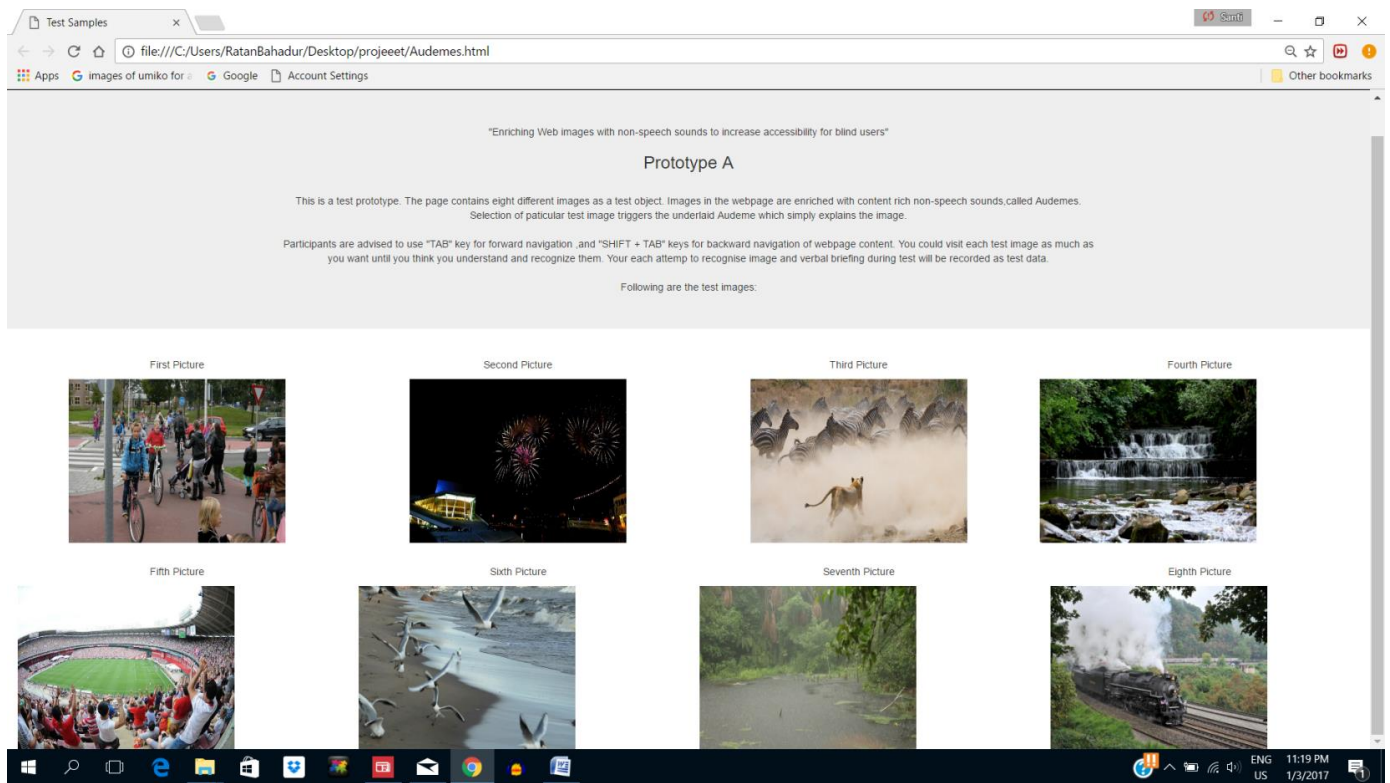 Test Samples
Santi
file:///C:/Users/RatanBahadur/Desktop/projeeet/Audemes.html
Apps
images of umiko for a
Google
Account Settings
Other bookmarks
"Enriching Web images with non-speech sounds to increase accessibility for blind users"
Prototype A
This is a test prototype. The page contains eight different images as a test object. Images in the webpage are enriched with content rich non-speech sounds,called Audemes.
Selection of paticular test image triggers the underlaid Audeme which simply explains the image.
Participants are advised to use "TAB" key for forward navigation ,and "SHIFT + TAB" keys for backward navigation of webpage content. You could visit each test image as much as
you want until you think you understand and recognize them. Your each attemp to recognise image and verbal briefing during test will be recorded as test data.
Following are the test images:
First Picture
Second Picture
Third Picture
Fourth Picture
Fifth Picture
Sixth Picture
Seventh Picture
Eighth Picture
ENG
US
11:19 PM
1/3/2017